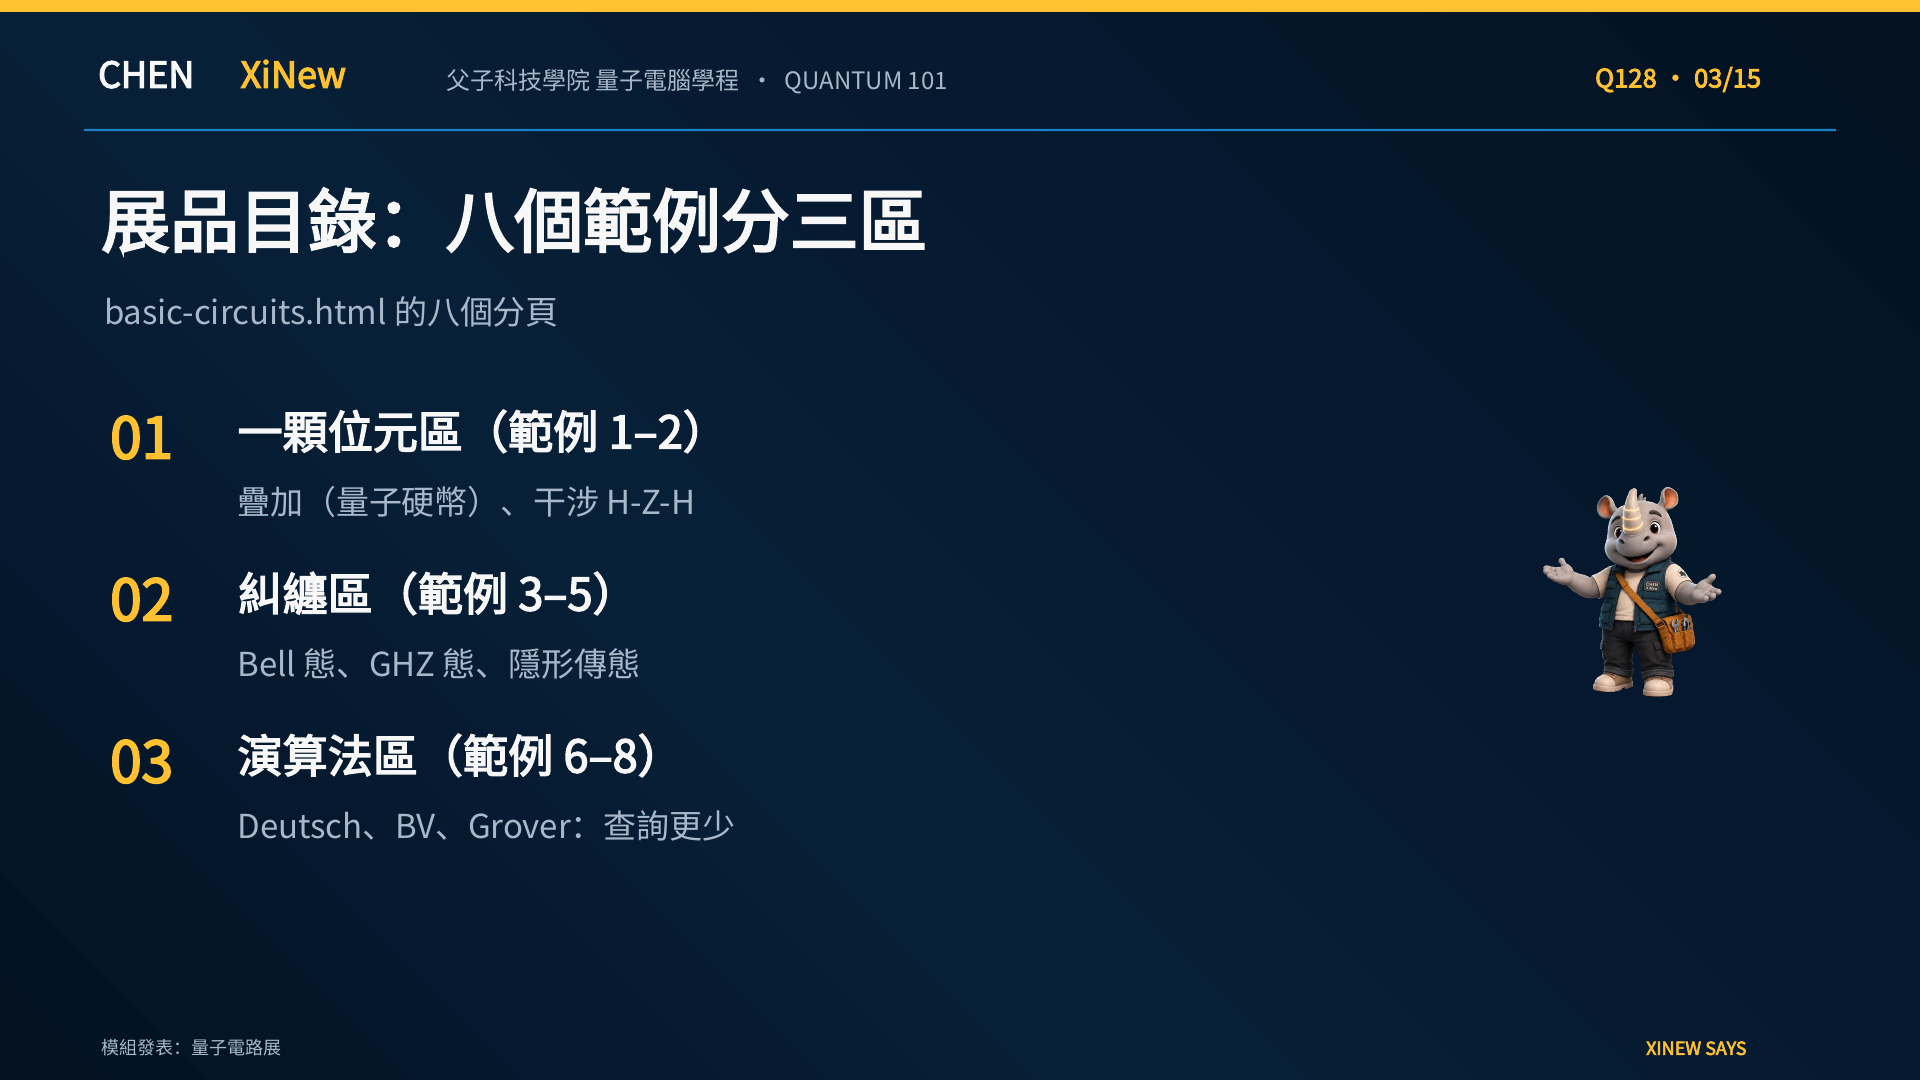 CHEN XiNew 父子科技學院 量子電腦學程 · QUANTUM 101 Q128 · 03/15
展品目錄：八個範例分三區
basic-circuits.html 的八個分頁
01 一顆位元區（範例 1–2）
疊加（量子硬幣）、干涉 H-Z-H
02 糾纏區（範例 3–5）
Bell 態、GHZ 態、隱形傳態
03 演算法區（範例 6–8）
Deutsch、BV、Grover：查詢更少
模組發表：量子電路展 XINEW SAYS